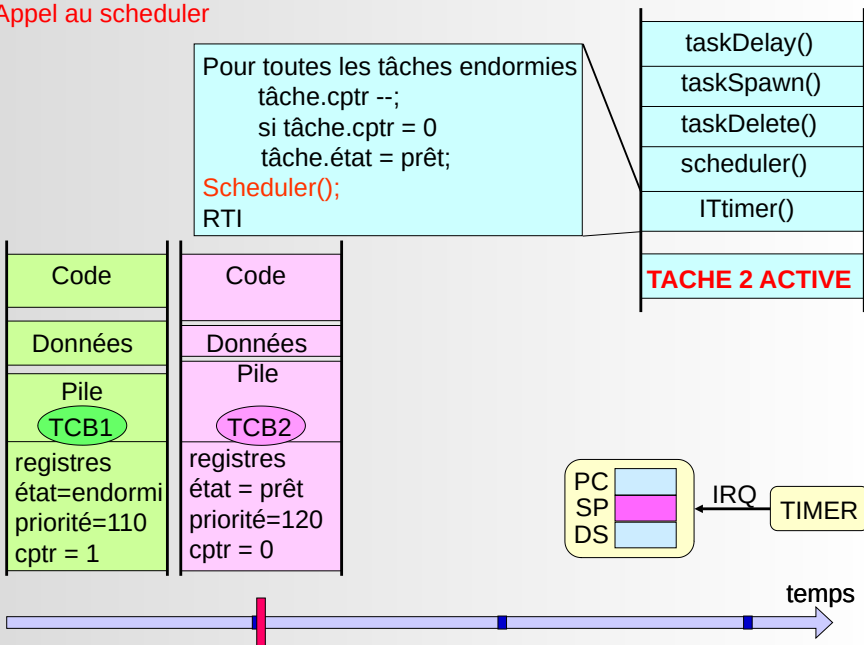 Appel au scheduler
Pour toutes les tâches endormies
tâche.cptr --;
si tâche.cptr = 0
tâche.état = prêt;
Scheduler();
RTI
taskDelay()
taskSpawn()
taskDelete()
scheduler()
ITtimer()
TACHE 2 ACTIVE
Code
Données
Pile
TCB1
registres
état=endormi
priorité=110
cptr = 1
Code
Données
Pile
TCB2
registres
état = prêt
priorité=120
cptr = 0
PC
SP
DS
IRQ
TIMER
temps